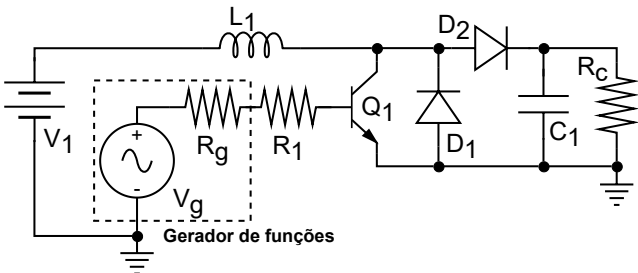 L1
D2
Rc
Q1
V1
Rg
R1
D1
C1
+
-
Vg
Gerador de funções